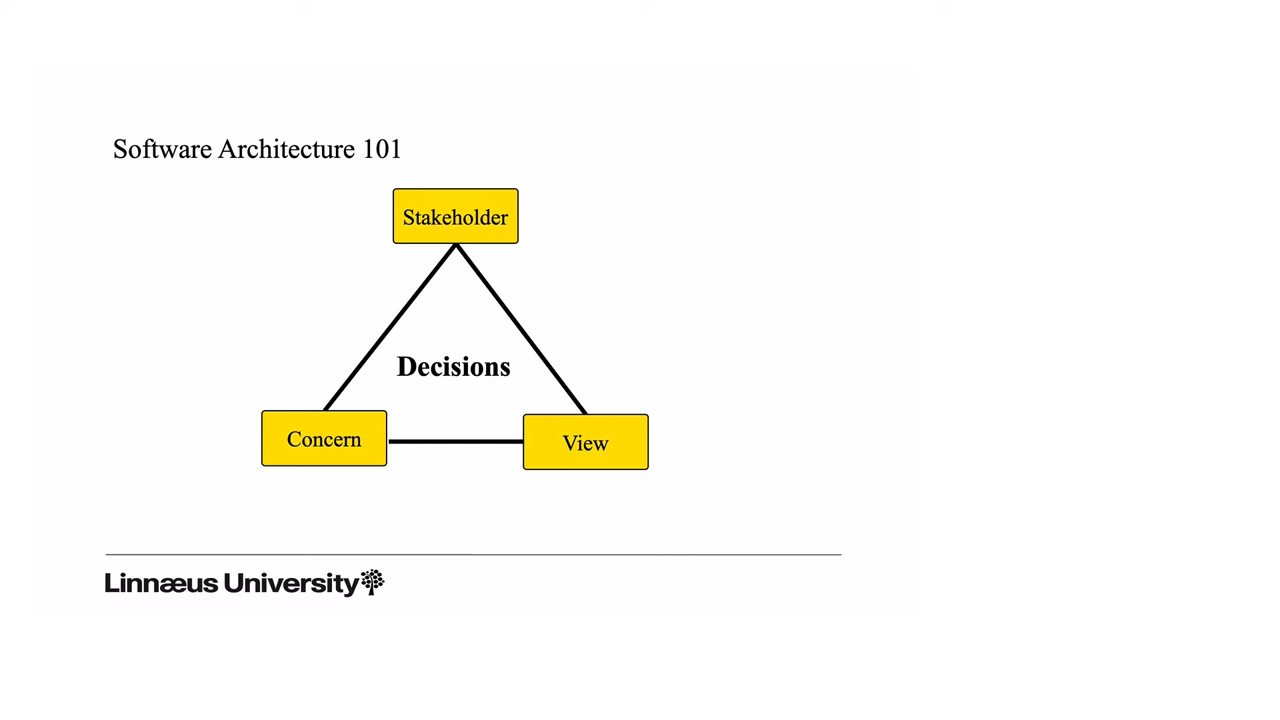 Software Architecture 101
Stakeholder
Decisions
Concern
View
Linnæus University